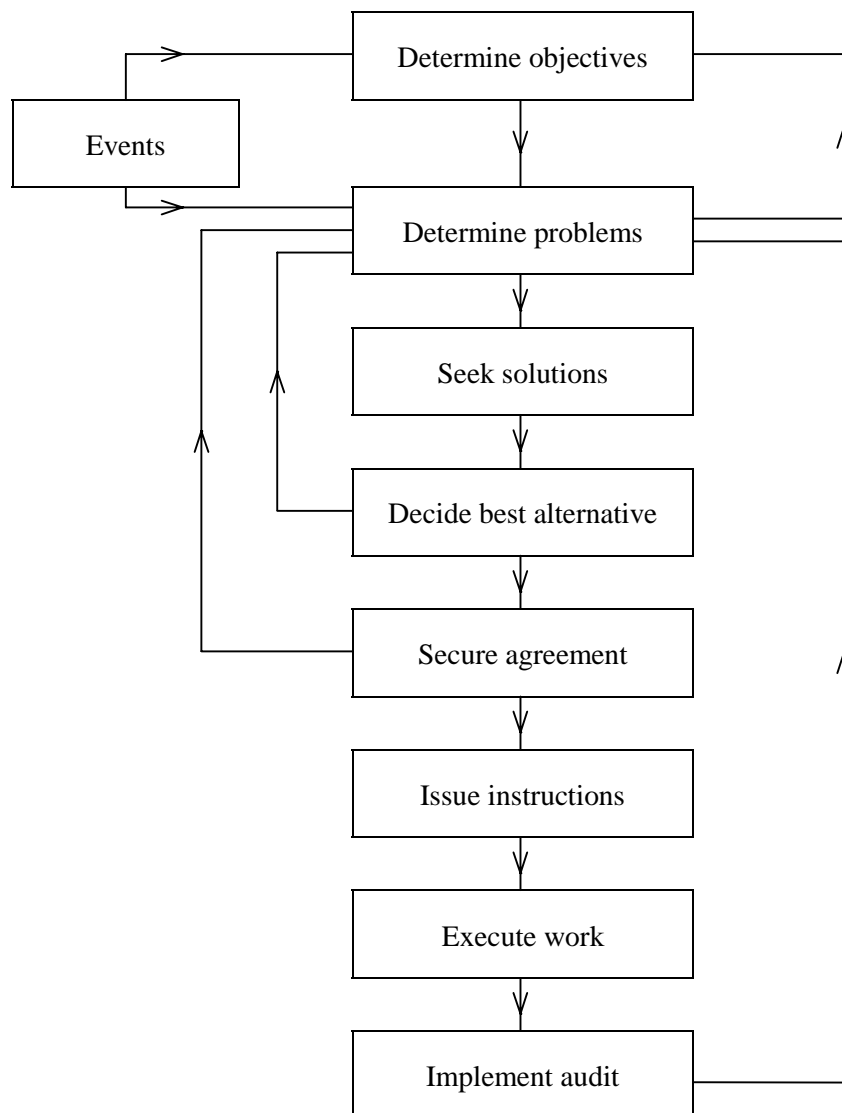 Determine objectives
Events
Determine problems
Seek solutions
Decide best alternative
Secure agreement
Issue instructions
Execute work
Implement audit